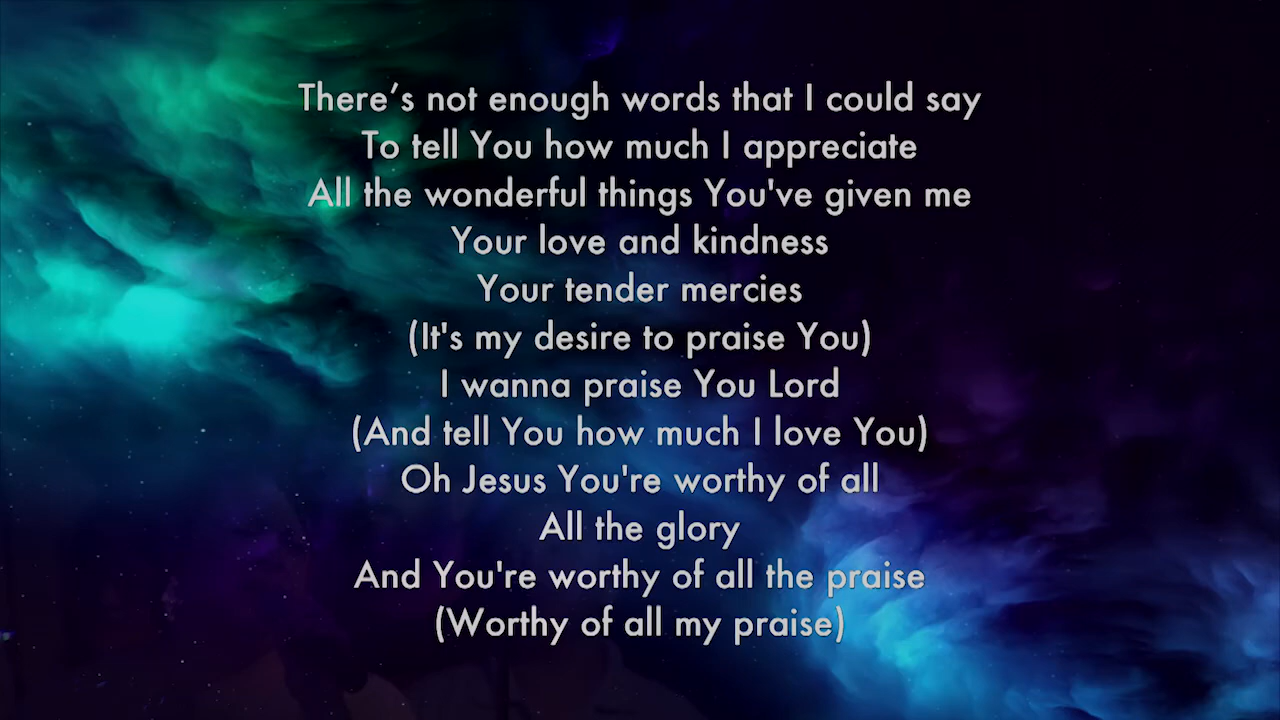 There’s not enough words that I could say
To tell You how much I appreciate
All the wonderful things You've given me
Your love and kindness
Your tender mercies
(It's my desire to praise You)
I wanna praise You Lord
(And tell You how much I love You)
Oh Jesus You're worthy of all
All the glory
And You're worthy of all the praise
(Worthy of all my praise)